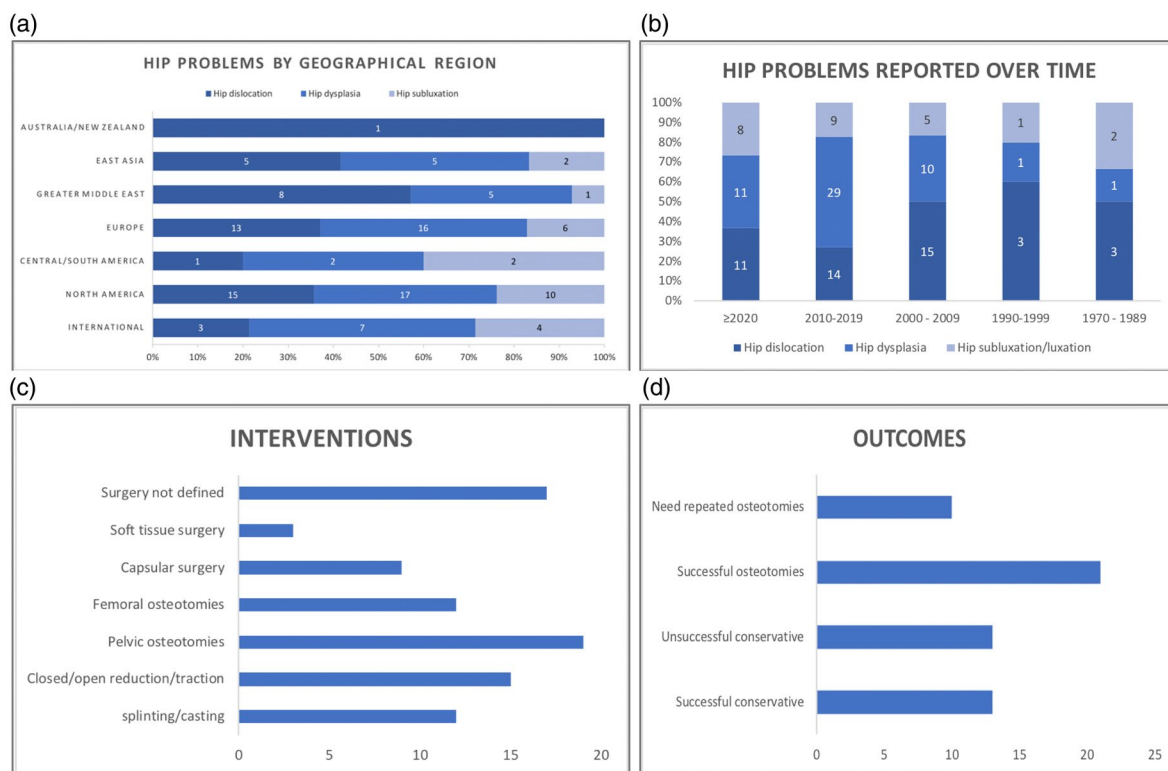 (a)
HIP PROBLEMS BY GEOGRAPHICAL REGION
Hip dislocation Hip dysplasia Hip subluxation
AUSTRALIA/NEW ZEALAND 1
EAST ASIA 5 5 2
GREATER MIDDLE EAST 8 5 1
EUROPE 13 16 6
CENTRAL/SOUTH AMERICA 1 2 2
NORTH AMERICA 15 17 10
INTERNATIONAL 3 7 4
0% 10% 20% 30% 40% 50% 60% 70% 80% 90% 100%
(b)
HIP PROBLEMS REPORTED OVER TIME
100%
90%
80%
70%
60%
50%
40%
30%
20%
10%
0%
8 9 5 1 2
11 29 10 1 1
11 14 15 3 3
≥2020 2010-2019 2000 - 2009 1990-1999 1970 - 1989
Hip dislocation Hip dysplasia Hip subluxation/luxation
(c)
INTERVENTIONS
Surgery not defined
Soft tissue surgery
Capsular surgery
Femoral osteotomies
Pelvic osteotomies
Closed/open reduction/traction
splinting/casting
0 5 10 15 20
(d)
OUTCOMES
Need repeated osteotomies
Successful osteotomies
Unsuccessful conservative
Successful conservative
0 5 10 15 20 25